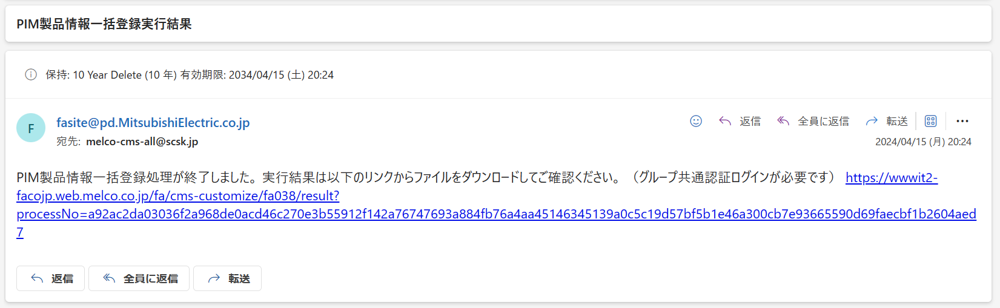 PIM製品情報一括登録実行結果
保持: 10 Year Delete (10 年) 有効期限: 2034/04/15 (土) 20:24
F
fasite@pd.MitsubishiElectric.co.jp
返信
全員に返信
転送
宛先: melco-cms-all@scsk.jp
2024/04/15 (月) 20:24
PIM製品情報一括登録処理が終了しました。 実行結果は以下のリンクからファイルをダウンロードしてご確認ください。 （グループ共通認証ログインが必要です） https://wwwit2-
facojp.web.melco.co.jp/fa/cms-customize/fa038/result?
processNo=a92ac2da03036f2a968de0acd46c270e3b55912f142a76747693a884fb76a4aa45146345139a0c5c19d57bf5b1e46a300cb7e93665590d69faecbf1b2604aed
7
返信
全員に返信
転送